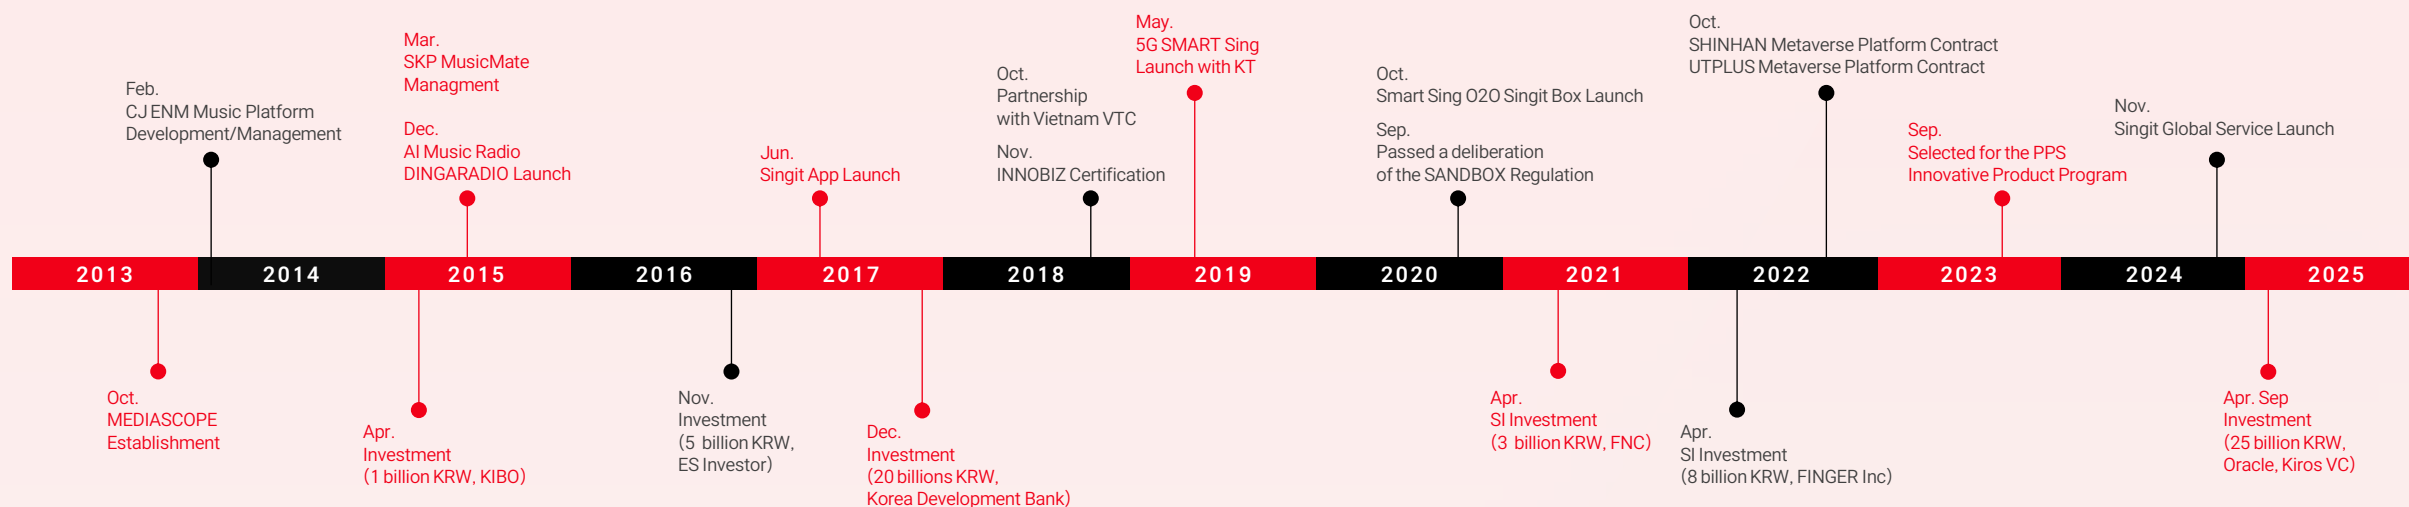 Feb.
CJ ENM Music Platform
Development/Management
Mar.
SKP MusicMate
Managment
Dec.
AI Music Radio
DINGARADIO Launch
Jun.
Singit App Launch
Oct.
Partnership
with Vietnam VTC
Nov.
INNOBIZ Certification
May.
5G SMART Sing
Launch with KT
Oct.
Smart Sing O2O Singit Box Launch
Sep.
Passed a deliberation
of the SANDBOX Regulation
Oct.
SHINHAN Metaverse Platform Contract
UTPLUS Metaverse Platform Contract
Sep.
Selected for the PPS
Innovative Product Program
Nov.
Singit Global Service Launch
2013
2014
2015
2016
2017
2018
2019
2020
2021
2022
2023
2024
2025
Oct.
MEDIASCOPE
Establishment
Apr.
Investment
(1 billion KRW, KIBO)
Nov.
Investment
(5 billion KRW,
ES Investor)
Dec.
Investment
(20 billions KRW,
Korea Development Bank)
Apr.
SI Investment
(3 billion KRW, FNC)
Apr.
SI Investment
(8 billion KRW, FINGER Inc)
Apr. Sep
Investment
(25 billion KRW,
Oracle, Kiros VC)